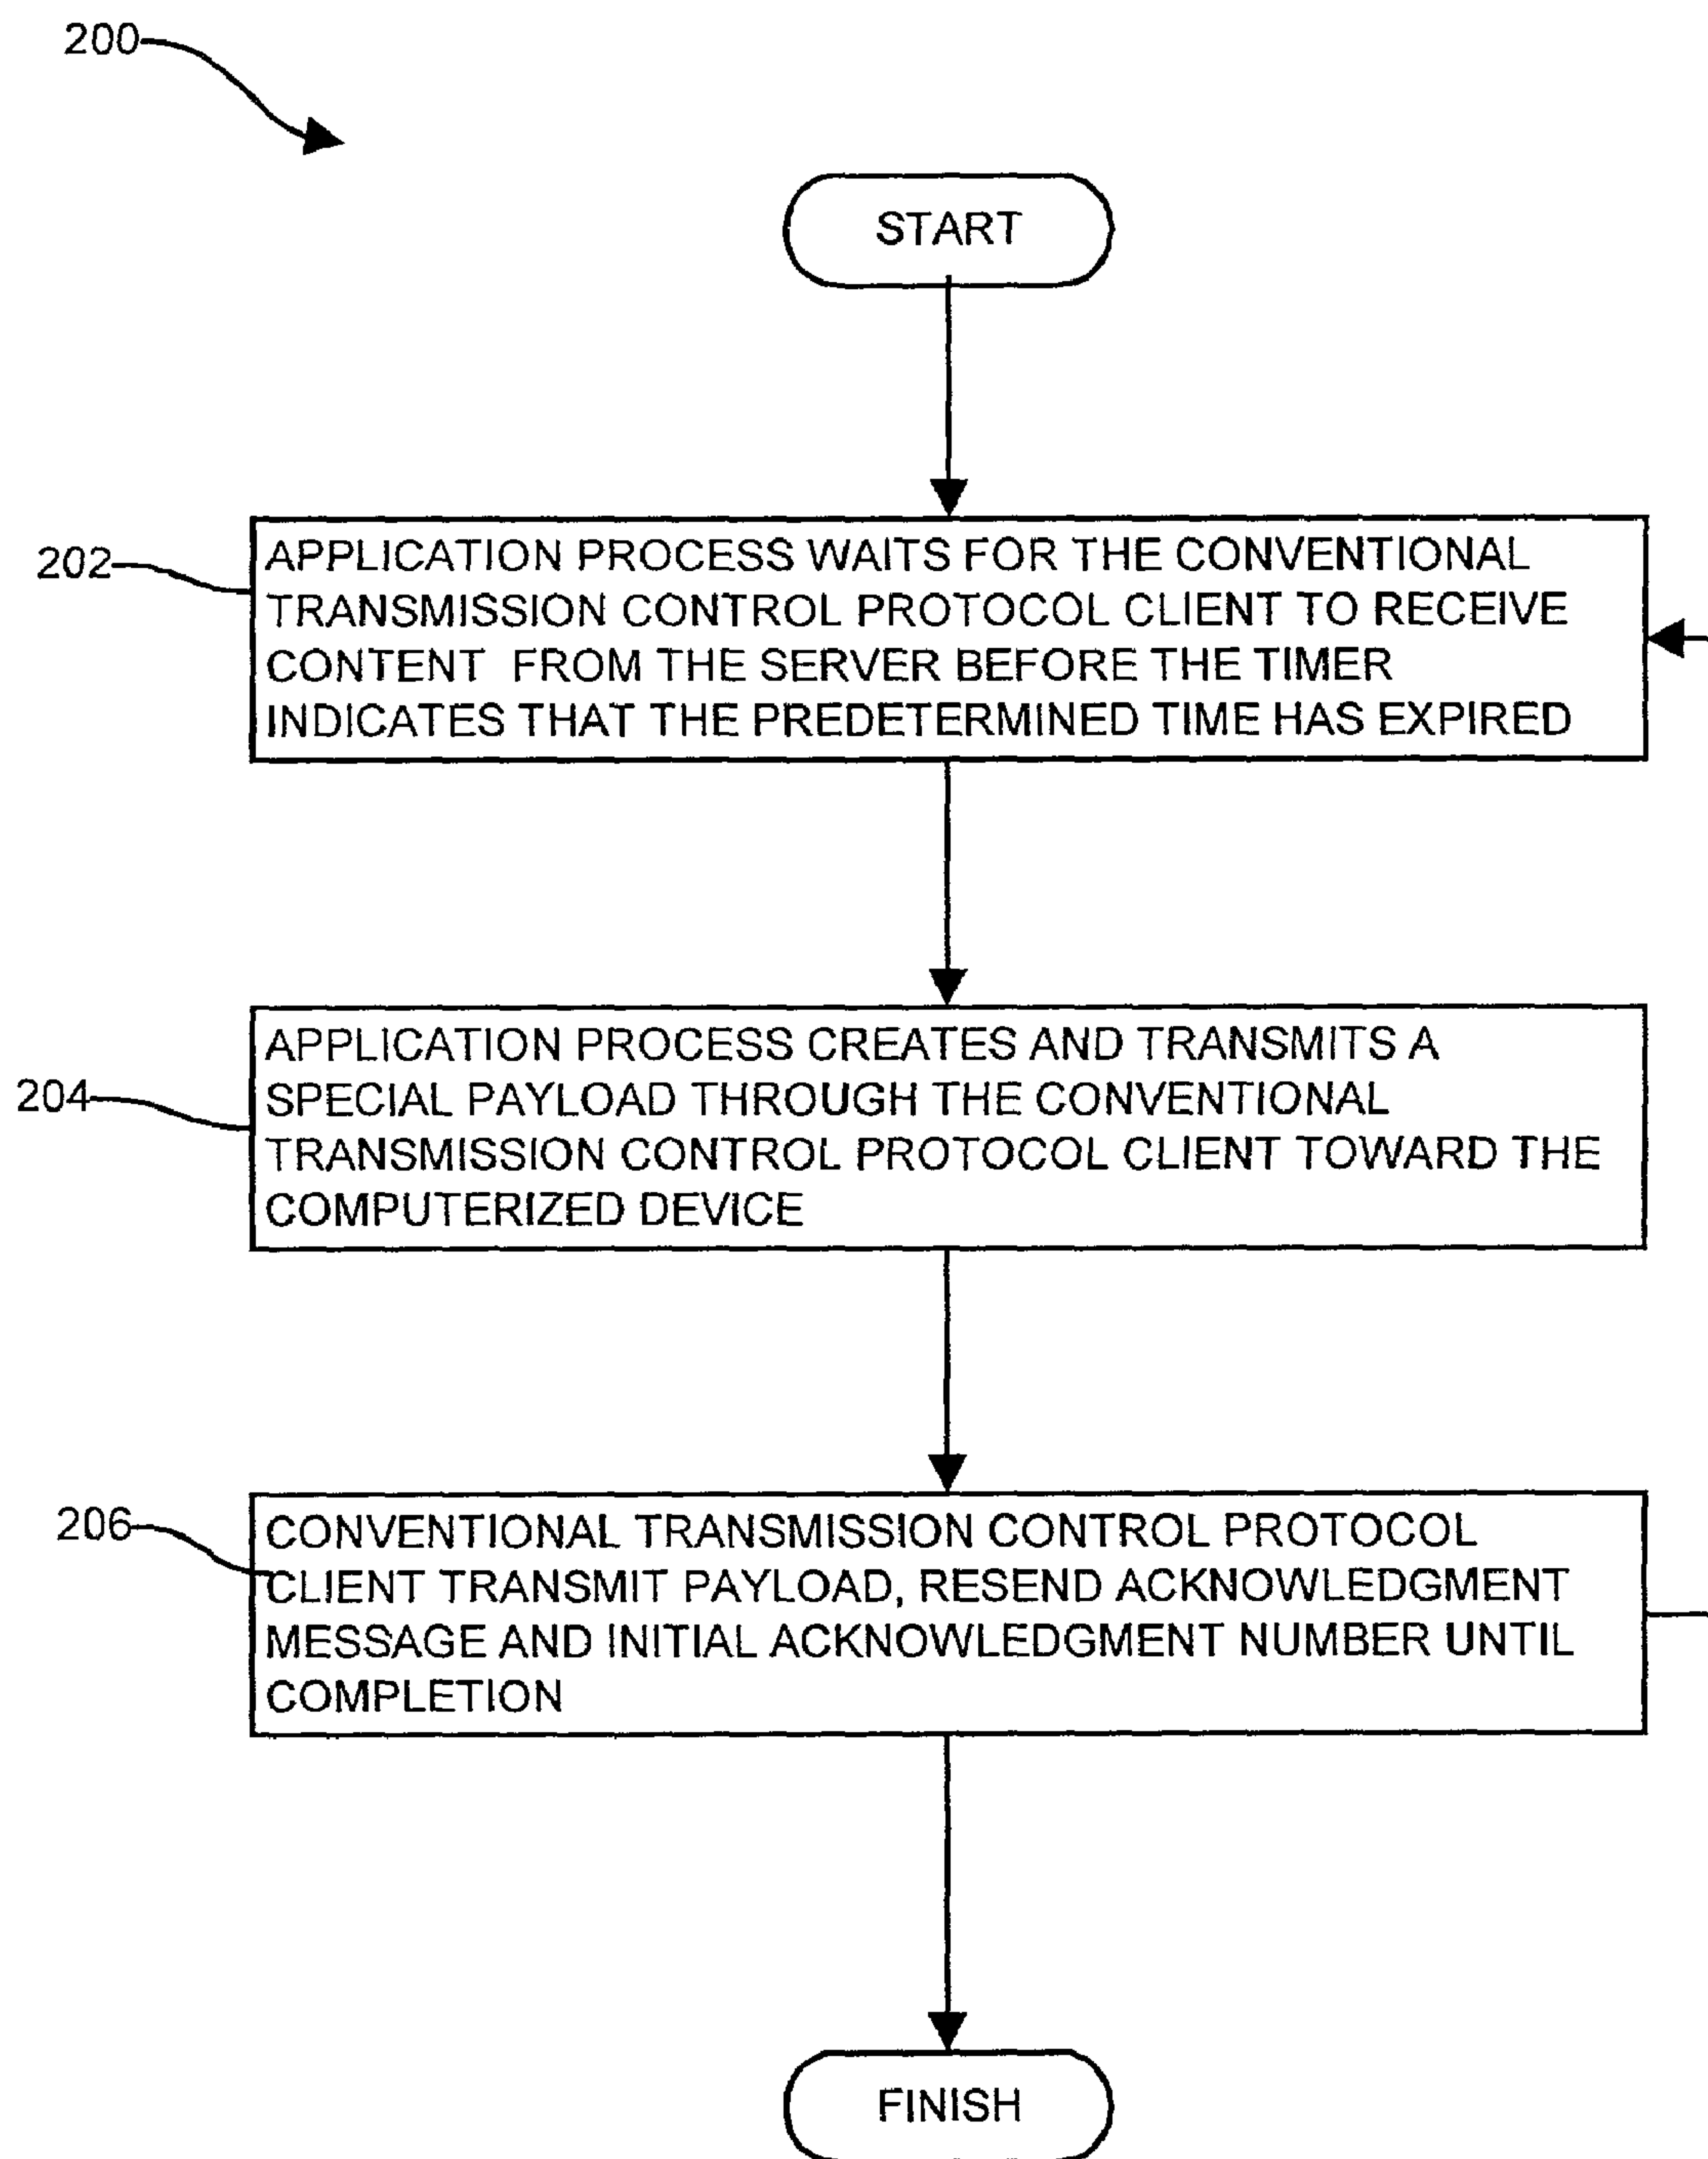 200
START
202
APPLICATION PROCESS WAITS FOR THE CONVENTIONAL
TRANSMISSION CONTROL PROTOCOL CLIENT TO RECEIVE
CONTENT FROM THE SERVER BEFORE THE TIMER
INDICATES THAT THE PREDETERMINED TIME HAS EXPIRED
204
APPLICATION PROCESS CREATES AND TRANSMITS A
SPECIAL PAYLOAD THROUGH THE CONVENTIONAL
TRANSMISSION CONTROL PROTOCOL CLIENT TOWARD THE
COMPUTERIZED DEVICE
206
CONVENTIONAL TRANSMISSION CONTROL PROTOCOL
CLIENT TRANSMIT PAYLOAD, RESEND ACKNOWLEDGMENT
MESSAGE AND INITIAL ACKNOWLEDGMENT NUMBER UNTIL
COMPLETION
FINISH